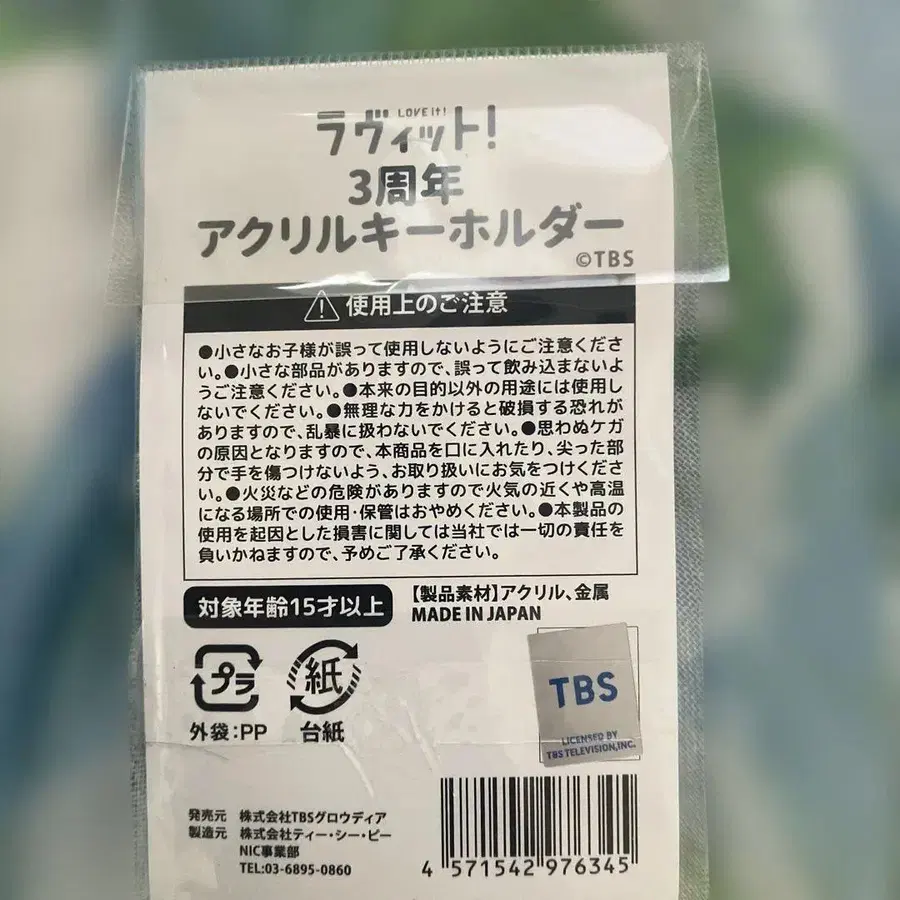 LOVE it!
ラヴィット!
3周年
アクリルキーホルダー
©TBS
使用上のご注意
●小さなお子様が誤って使用しないようにご注意くださ
い。●小さな部品がありますので、誤って飲み込まないよ
うご注意ください。●本来の目的以外の用途には使用し
ないでください。●無理な力をかけると破損する恐れが
ありますので、乱暴に扱わないでください。●思わぬケガ
の原因となりますので、本商品を口に入れたり、尖った部
分で手を傷つけないよう、お取り扱いにお気をつけくださ
い。●火災などの危険がありますので火気の近くや高温
になる場所での使用・保管はおやめください。●本製品の
使用を起因とした損害に関しては当社では一切の責任を
負いかねますので、予めご了承ください。
対象年齢15才以上
【製品素材】アクリル、金属
MADE IN JAPAN
プラ
紙
外袋:PP
台紙
TBS
LICENSED BY
TBS TELEVISION,INC.
発売元 株式会社TBSグロウディア
製造元 株式会社ティー・シー・ピー
NIC事業部
TEL:03-6895-0860
4 571542 976345